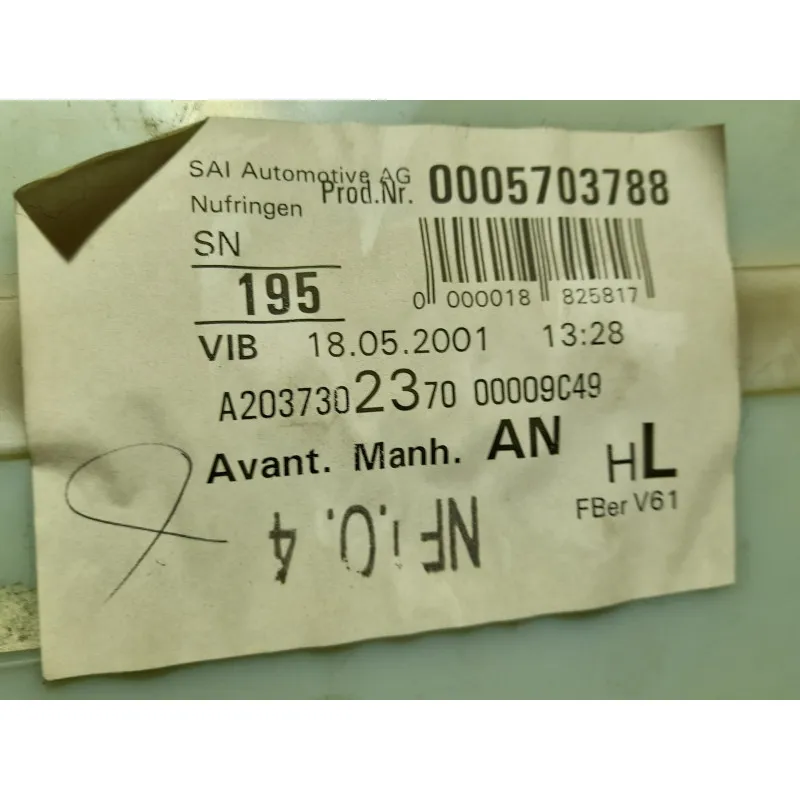 SAI Automotive AG
Nufringen
Prod.Nr. 0005703788
SN
195
0 000018 825817
VIB 18.05.2001 13:28
A2037302370 00009C49
Avant. Manh. AN HL
FBer V61
NF i.O. 4